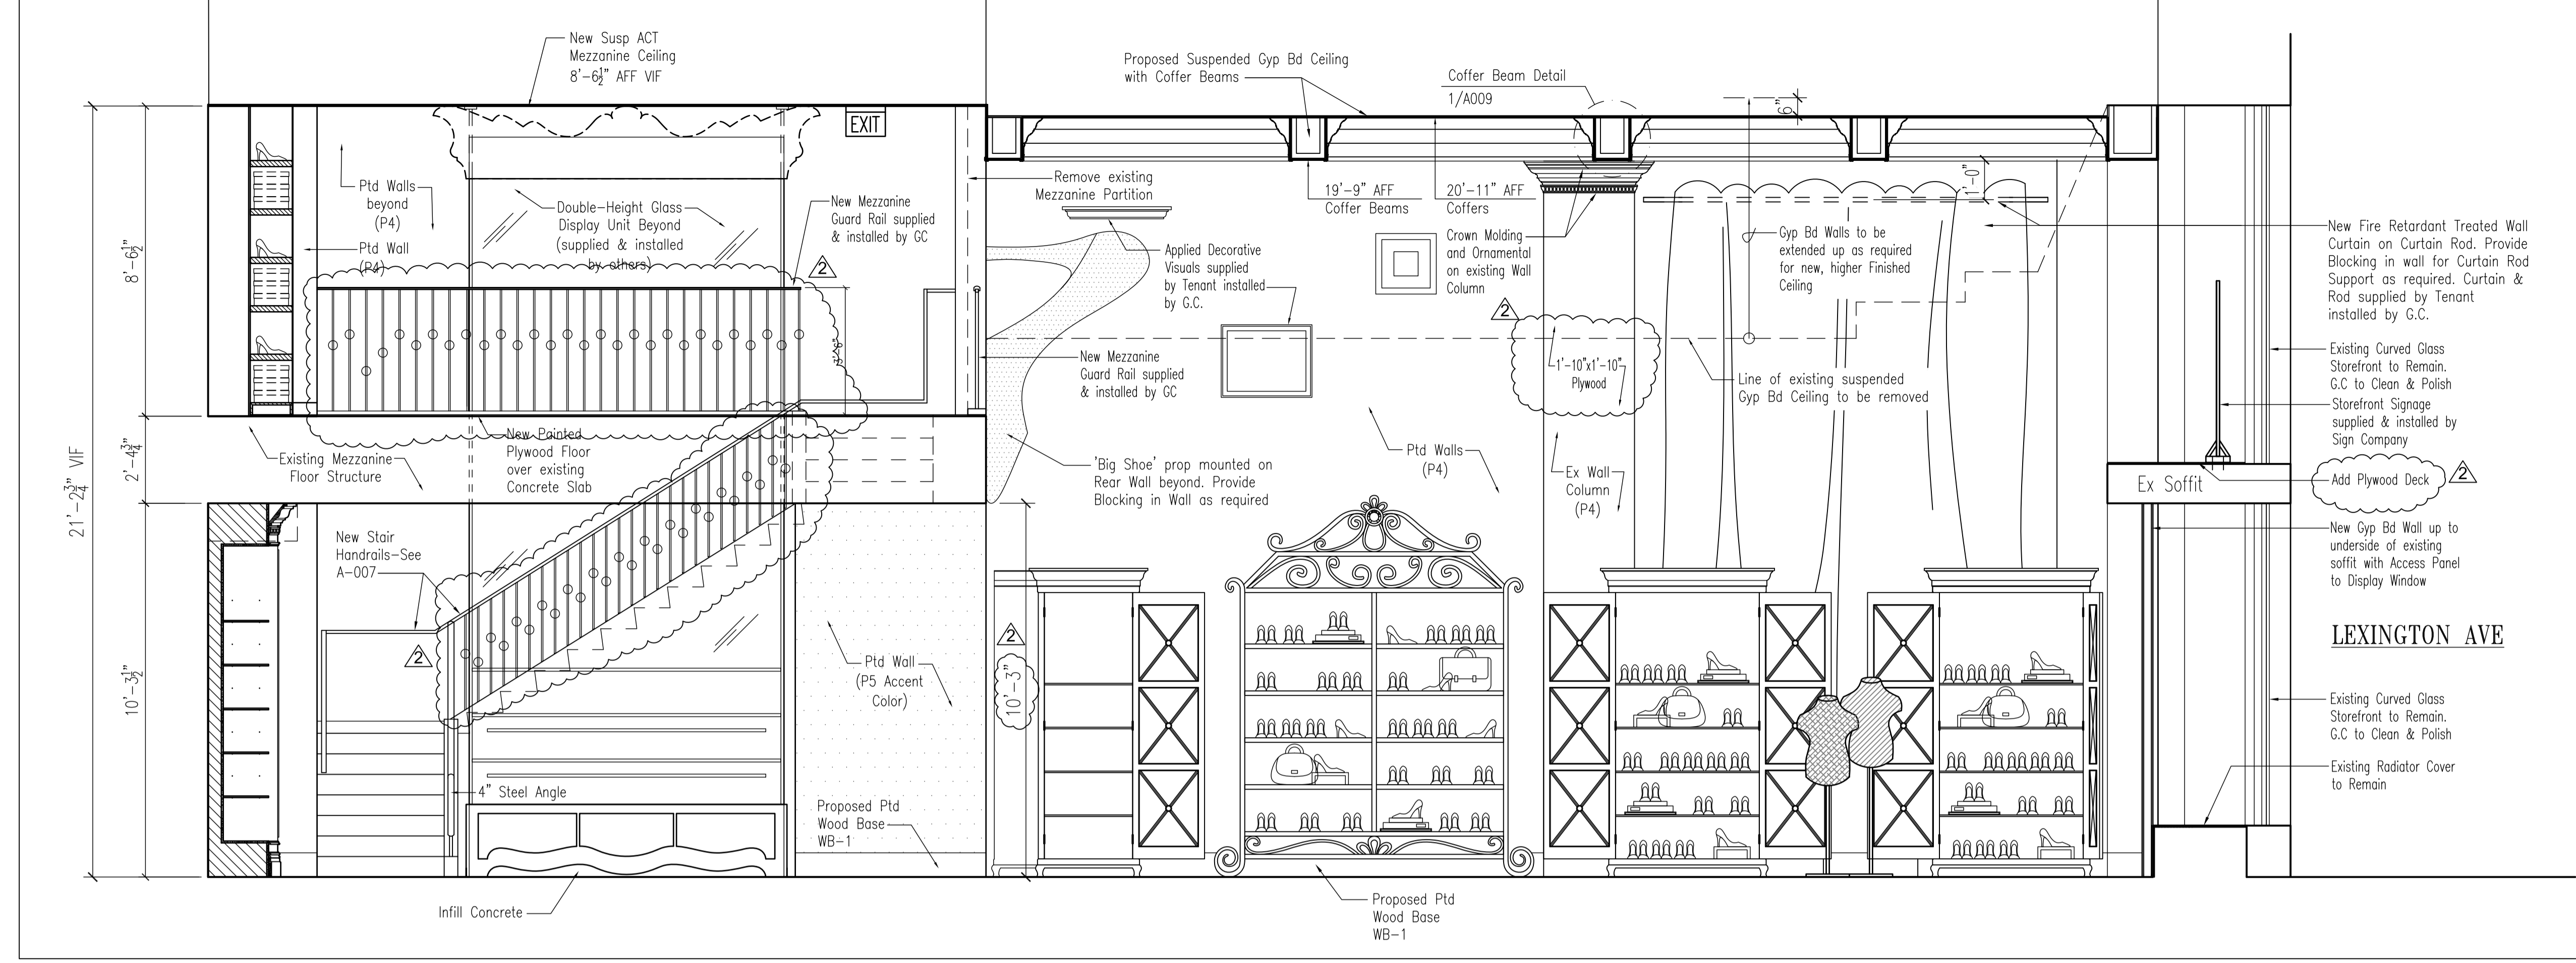 New Susp ACT
Mezzanine Ceiling
8'-6½" AFF VIF
Proposed Suspended Gyp Bd Ceiling
with Coffer Beams
Coffer Beam Detail
1/A009
6"
EXIT
Ptd Walls
beyond
(P4)
Ptd Wall
(P4)
Double-Height Glass
Display Unit Beyond
(supplied & installed
by others)
New Mezzanine
Guard Rail supplied
& installed by GC
2
Remove existing
Mezzanine Partition
19'-9" AFF
Coffer Beams
20'-11" AFF
Coffers
1'-0"
Applied Decorative
Visuals supplied
by Tenant installed
by G.C.
Crown Molding
and Ornamental
on existing Wall
Column
Gyp Bd Walls to be
extended up as required
for new, higher Finished
Ceiling
New Fire Retardant Treated Wall
Curtain on Curtain Rod. Provide
Blocking in wall for Curtain Rod
Support as required. Curtain &
Rod supplied by Tenant
installed by G.C.
8'-6½"
3'-6"
2
1'-10"x1'-10"
Plywood
New Mezzanine
Guard Rail supplied
& installed by GC
Line of existing suspended
Gyp Bd Ceiling to be removed
Existing Curved Glass
Storefront to Remain.
G.C to Clean & Polish
Storefront Signage
supplied & installed by
Sign Company
21'-2¾" VIF
2'-4¾"
Existing Mezzanine
Floor Structure
New Painted
Plywood Floor
over existing
Concrete Slab
'Big Shoe' prop mounted on
Rear Wall beyond. Provide
Blocking in Wall as required
Ptd Walls
(P4)
Ex Wall
Column
(P4)
Ex Soffit
Add Plywood Deck
2
New Stair
Handrails-See
A-007
New Gyp Bd Wall up to
underside of existing
soffit with Access Panel
to Display Window
LEXINGTON AVE
10'-3½"
2
Ptd Wall
(P5 Accent
Color)
2
10'-3"
Existing Curved Glass
Storefront to Remain.
G.C to Clean & Polish
Existing Radiator Cover
to Remain
4" Steel Angle
Proposed Ptd
Wood Base
WB-1
Infill Concrete
Proposed Ptd
Wood Base
WB-1